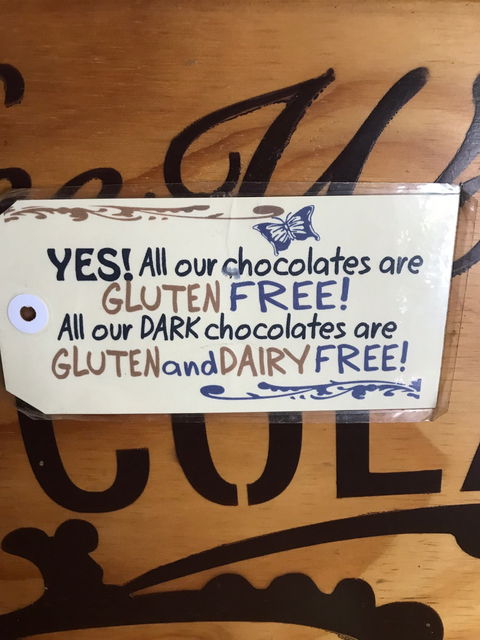 YES! All our chocolates are
GLUTEN FREE!
All our DARK chocolates are
GLUTEN and DAIRY FREE!